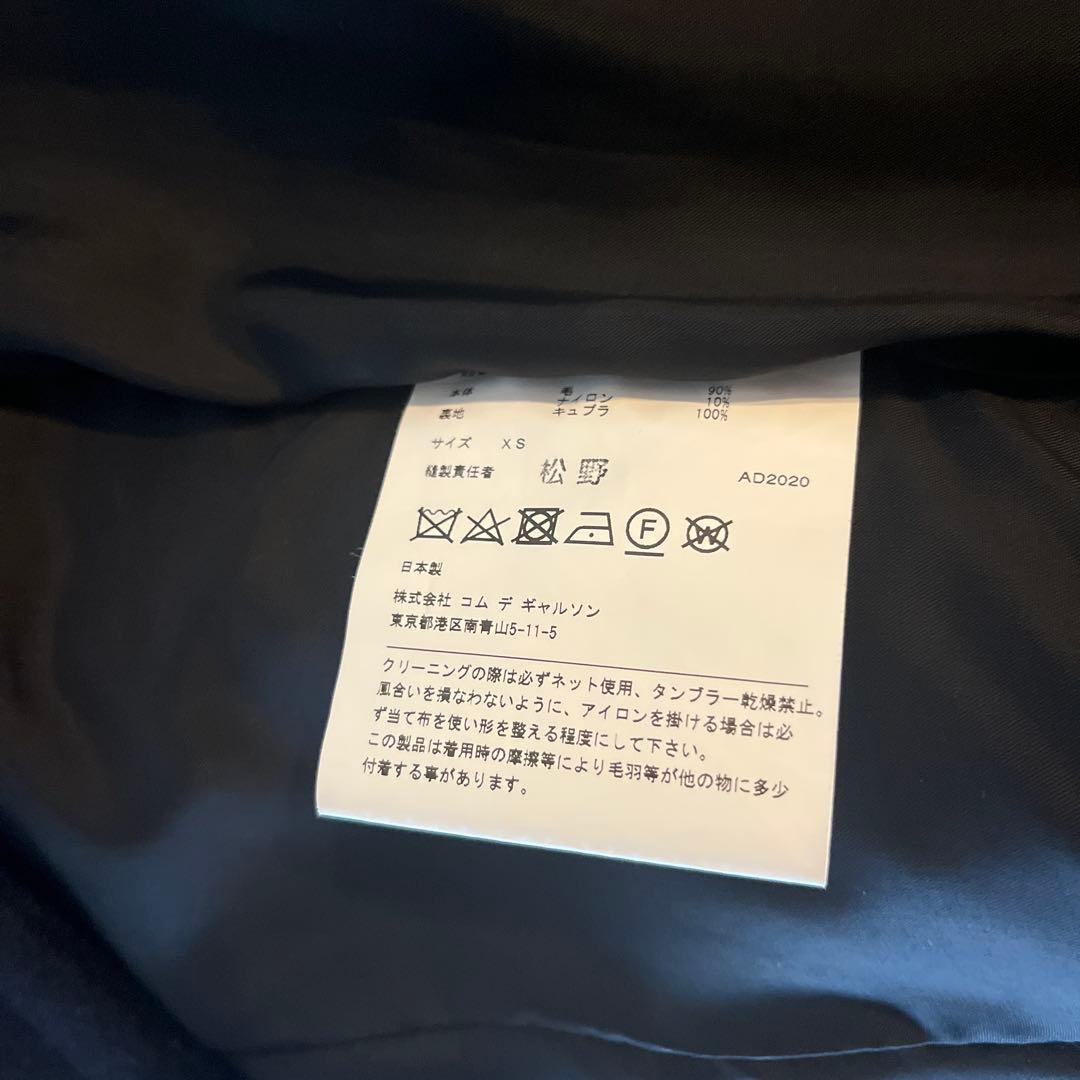 本体 毛 90%
ナイロン 10%
裏地 キュプラ 100%
サイズ XS
縫製責任者 松野 AD2020
F W
日本製
株式会社 コム デ ギャルソン
東京都港区南青山5-11-5
クリーニングの際は必ずネット使用、タンブラー乾燥禁止。
風合いを損なわないように、アイロンを掛ける場合は必
ず当て布を使い形を整える程度にして下さい。
この製品は着用時の摩擦等により毛羽等が他の物に多少
付着する事があります。